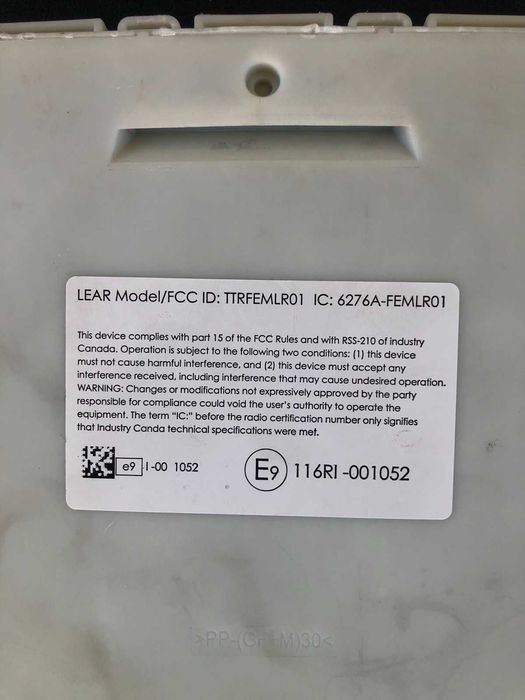 LEAR Model/FCC ID: TTRFEMLR01 IC: 6276A-FEMLR01
This device complies with part 15 of the FCC Rules and with RSS-210 of industry
Canada. Operation is subject to the following two conditions: (1) this device
must not cause harmful interference, and (2) this device must accept any
interference received, including interference that may cause undesired operation.
WARNING: Changes or modifications not expressively approved by the party
responsible for compliance could void the user's authority to operate the
equipment. The term "IC:" before the radio certification number only signifies
that Industry Canda technical specifications were met.
e9 I-00 1052 E9 116RI-001052
>PP-(GF+M)30<